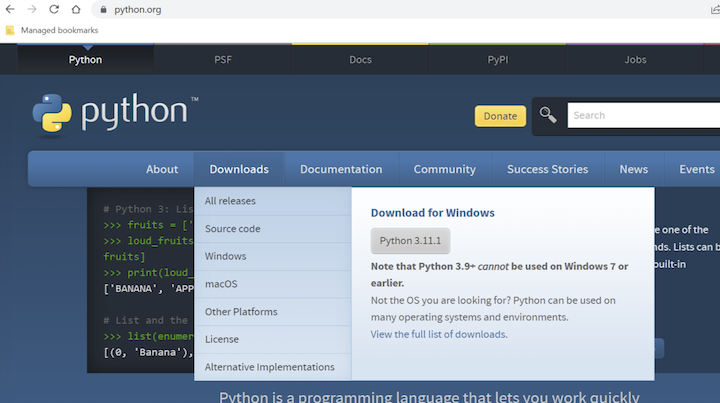 python.org
Managed bookmarks
Python PSF Docs PyPI Jobs
python™
Donate
Search
About Downloads Documentation Community Success Stories News Events
All releases
Source code
Windows
macOS
Other Platforms
License
Alternative Implementations
Download for Windows
Python 3.11.1
Note that Python 3.9+ cannot be used on Windows 7 or
earlier.
Not the OS you are looking for? Python can be used on
many operating systems and environments.
View the full list of downloads.
# Python 3: Lis
>>> fruits = ['
>>> loud_fruits
fruits]
>>> print(loud_
['BANANA', 'APP
# List and the
>>> list(enumer
[(0, 'Banana'),
e one of the
nds. Lists can b
built-in
Python is a programming language that lets you work quickly